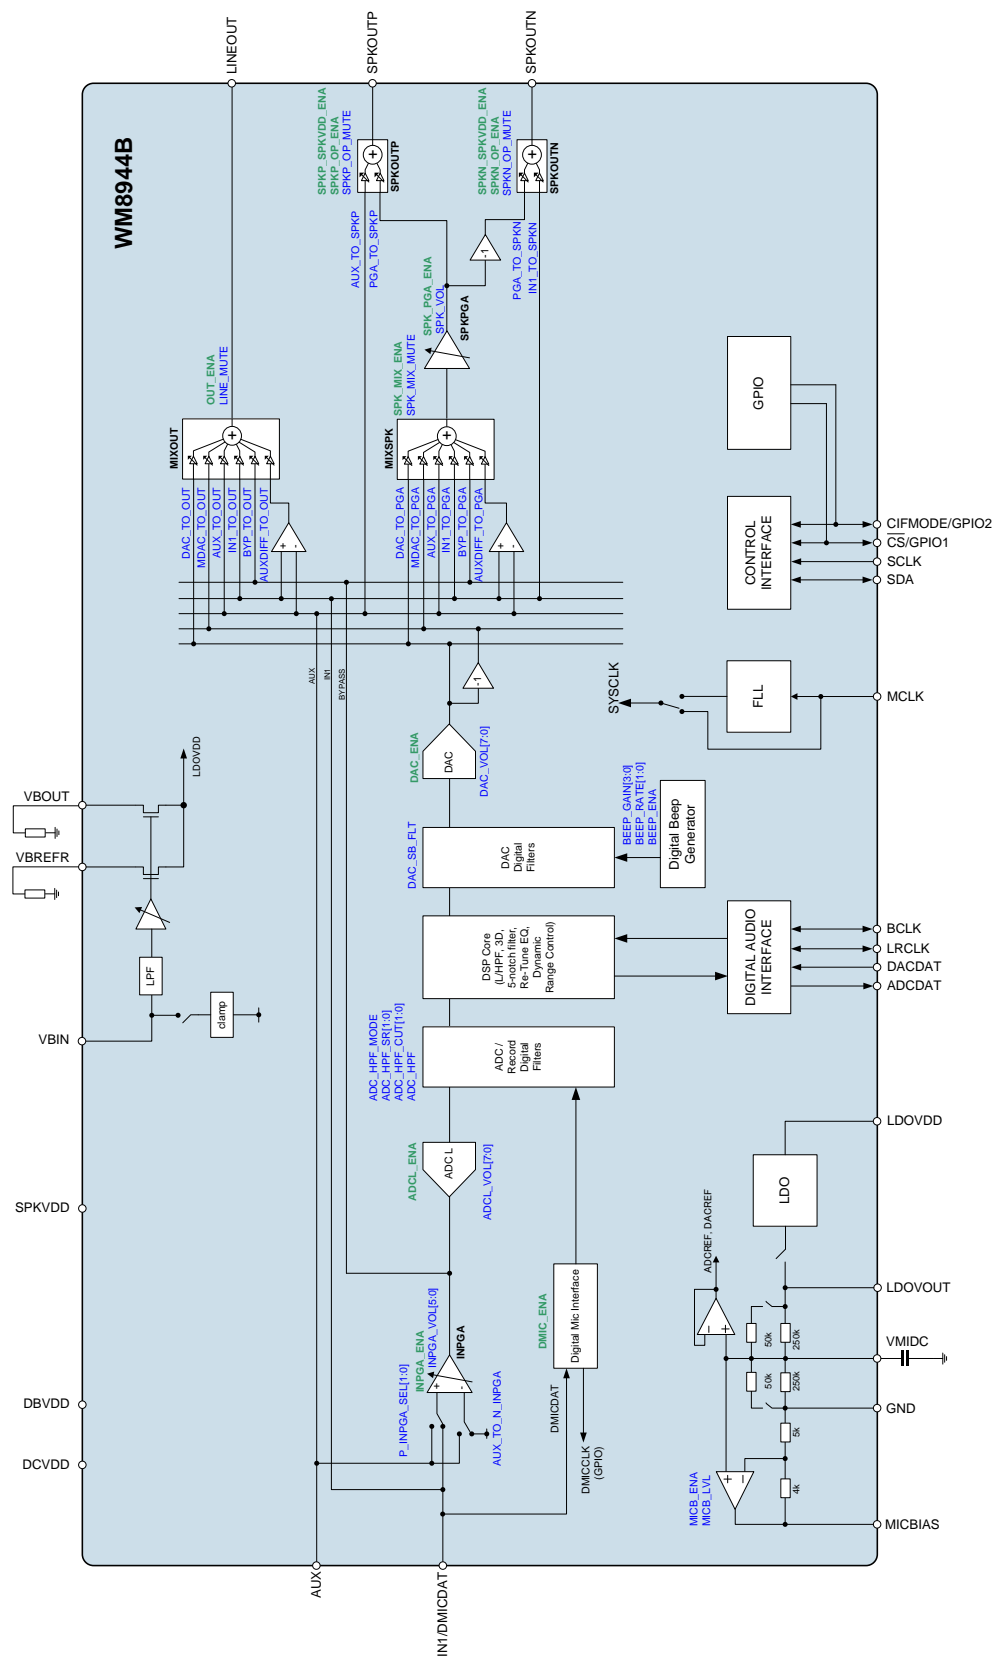 LINEOUT
SPKOUTP
SPKOUTN
WM8944B
SPKP_SPKVDD_ENA
SPKP_OP_ENA
SPKP_OP_MUTE
SPKOUTP
SPKN_SPKVDD_ENA
SPKN_OP_ENA
SPKN_OP_MUTE
SPKOUTN
AUX_TO_SPKP
PGA_TO_SPKP
PGA_TO_SPKN
IN1_TO_SPKN
-1
SPK_PGA_ENA
SPK_VOL
SPKPGA
OUT_ENA
LINE_MUTE
SPK_MIX_ENA
SPK_MIX_MUTE
MIXOUT
MIXSPK
DAC_TO_OUT
MDAC_TO_OUT
AUX_TO_OUT
IN1_TO_OUT
BYP_TO_OUT
AUXDIFF_TO_OUT
+
-
DAC_TO_PGA
MDAC_TO_PGA
AUX_TO_PGA
IN1_TO_PGA
BYP_TO_PGA
AUXDIFF_TO_PGA
+
-
GPIO
CONTROL
INTERFACE
CIFMODE/GPIO2
CS/GPIO1
SCLK
SDA
AUX
IN1
BYPASS
-1
SYSCLK
FLL
MCLK
DAC_ENA
DAC
DAC_VOL[7:0]
LDOVDD
VBOUT
VBREFR
LPF
clamp
VBIN
DAC_SB_FLT
DAC
Digital
Filters
BEEP_GAIN[3:0]
BEEP_RATE[1:0]
BEEP_ENA
Digital Beep
Generator
DSP Core
(L/HPF, 3D,
5-notch filter,
Re-Tune EQ,
Dynamic
Range Control)
DIGITAL AUDIO
INTERFACE
BCLK
LRCLK
DACDAT
ADCDAT
ADC_HPF_MODE
ADC_HPF_SR[1:0]
ADC_HPF_CUT[1:0]
ADC_HPF
ADC /
Record
Digital
Filters
ADCL_ENA
ADC L
ADCL_VOL[7:0]
SPKVDD
DBVDD
DCVDD
LDOVDD
LDO
ADCREF, DACREF
LDOVOUT
50k
250k
VMIDC
50k
250k
GND
5k
4k
MICB_ENA
MICB_LVL
MICBIAS
DMIC_ENA
Digital Mic Interface
DMICDAT
DMICCLK
(GPIO)
P_INPGA_SEL[1:0]
INPGA_ENA
INPGA_VOL[5:0]
INPGA
+
-
AUX_TO_N_INPGA
AUX
IN1/DMICDAT